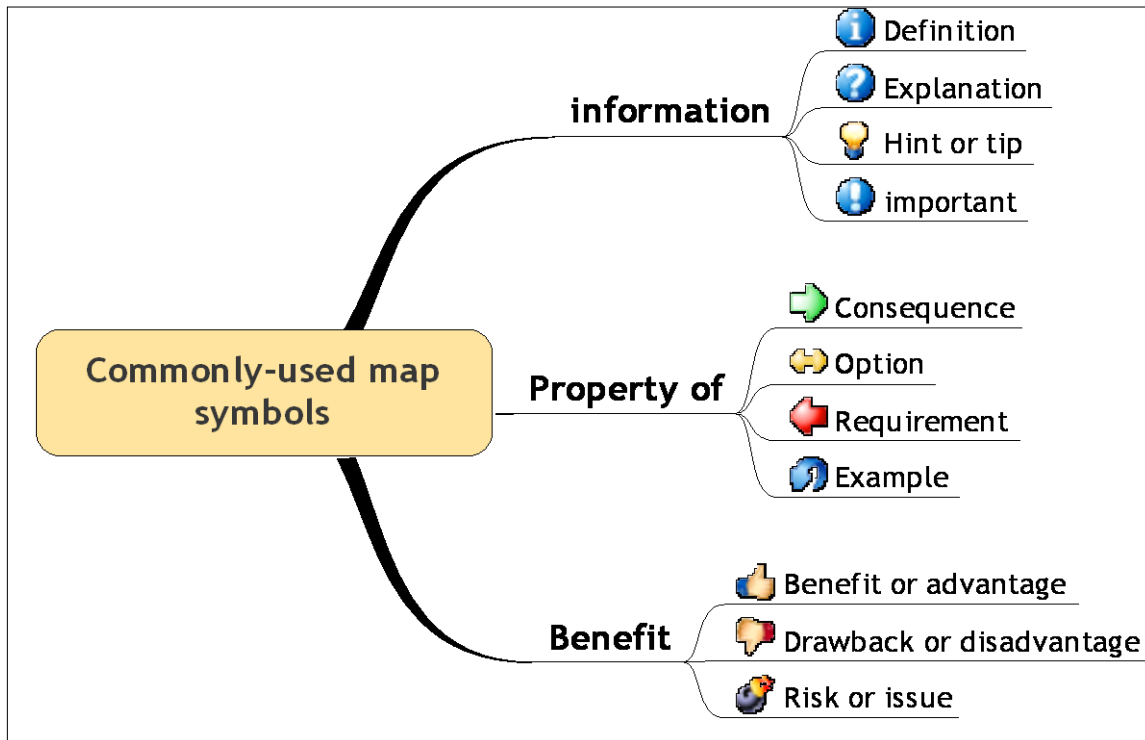 Commonly-used map
symbols
information
Definition
Explanation
Hint or tip
important
Property of
Consequence
Option
Requirement
Example
Benefit
Benefit or advantage
Drawback or disadvantage
Risk or issue